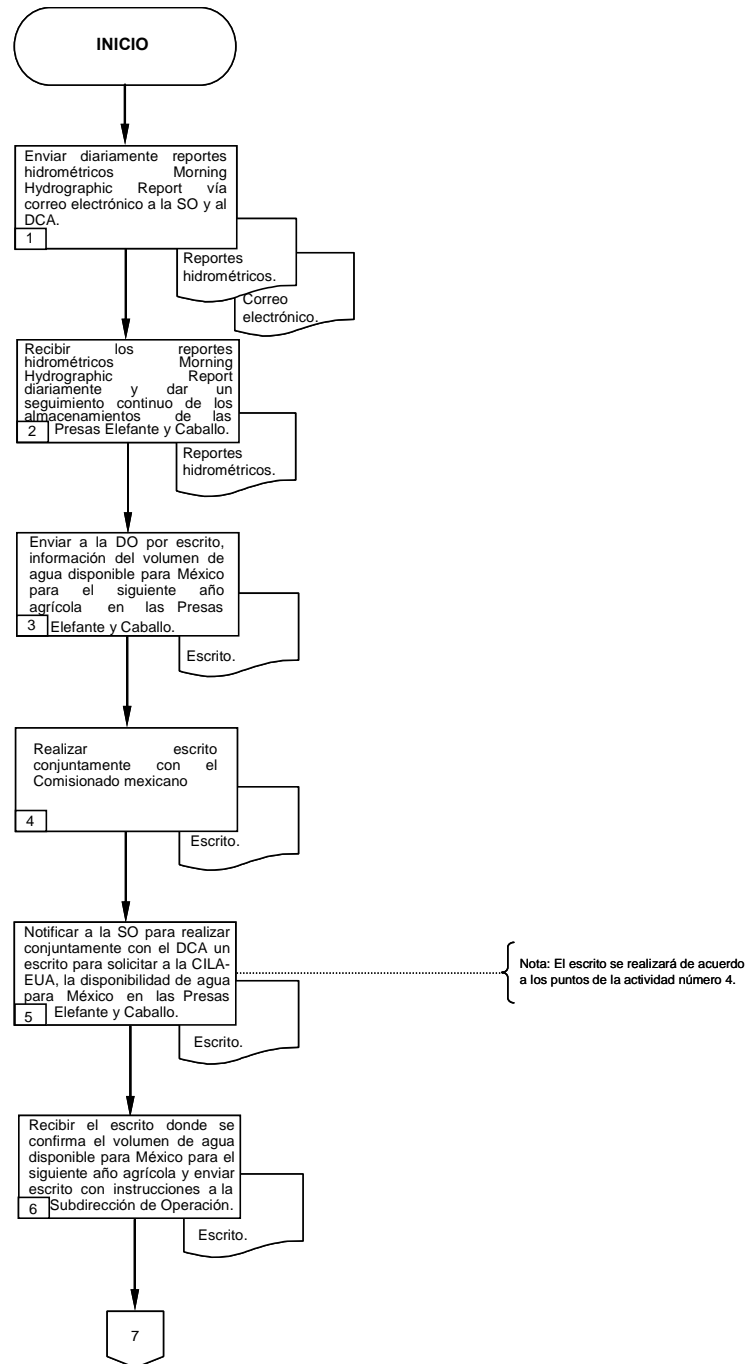 INICIO
Enviar diariamente reportes
hidrométricos Morning
Hydrographic Report vía
correo electrónico a la SO y al
DCA.
1
Reportes
hidrométricos.
Correo
electrónico.
Recibir los reportes
hidrométricos Morning
Hydrographic Report
diariamente y dar un
seguimiento continuo de los
almacenamientos de las
2 Presas Elefante y Caballo.
Reportes
hidrométricos.
Enviar a la DO por escrito,
información del volumen de
agua disponible para México
para el siguiente año
agrícola en las Presas
3 Elefante y Caballo.
Escrito.
Realizar escrito
conjuntamente con el
Comisionado mexicano
4
Escrito.
Notificar a la SO para realizar
conjuntamente con el DCA un
escrito para solicitar a la CILA-
EUA, la disponibilidad de agua
para México en las Presas
5 Elefante y Caballo.
Nota: El escrito se realizará de acuerdo
a los puntos de la actividad número 4.
Escrito.
Recibir el escrito donde se
confirma el volumen de agua
disponible para México para el
siguiente año agrícola y enviar
escrito con instrucciones a la
6 Subdirección de Operación.
Escrito.
7